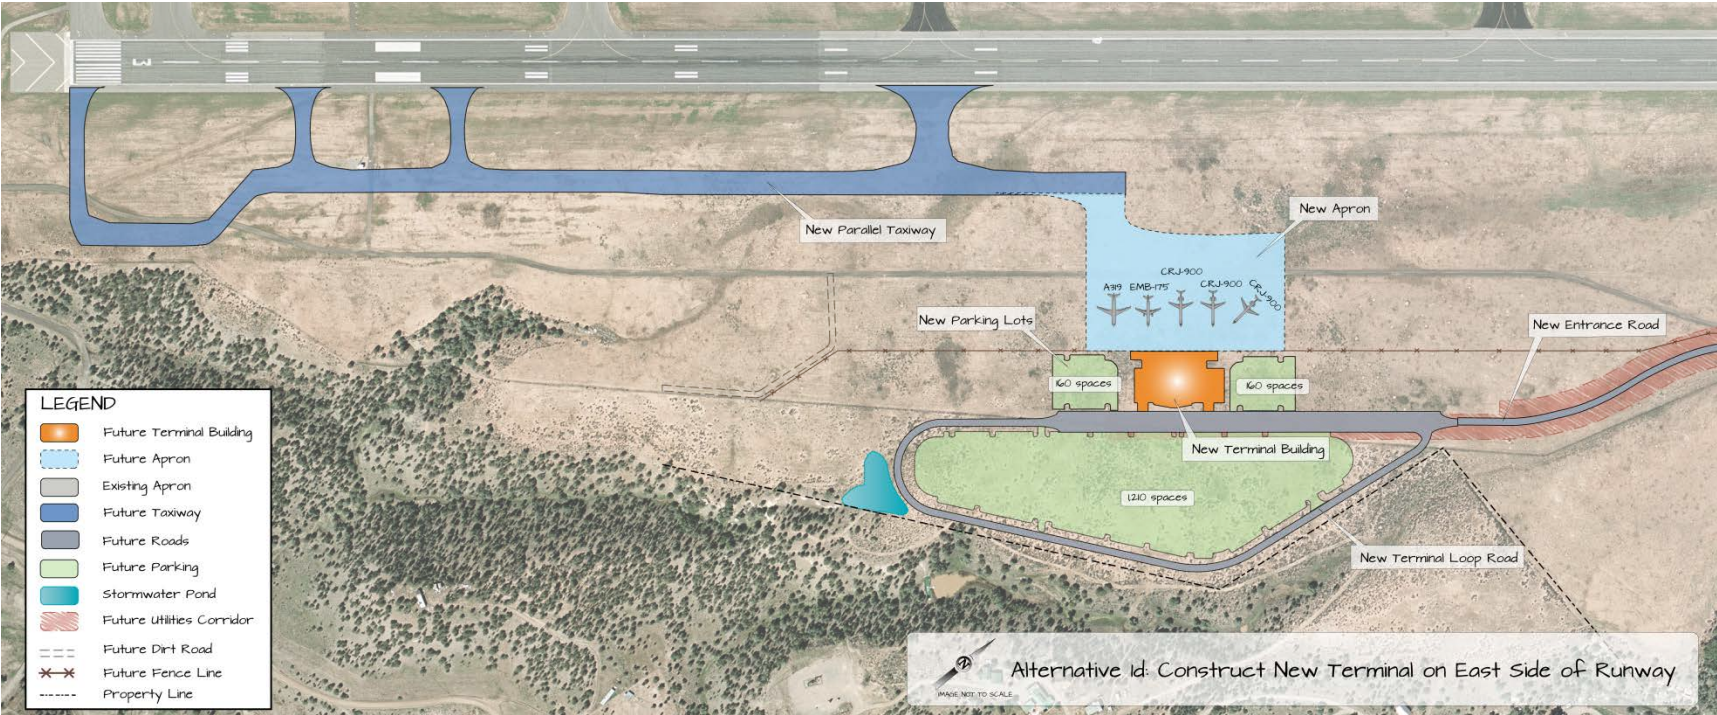 3
New Parallel Taxiway
New Apron
CRJ-900
A319 EMB-175 CRJ-900 CRJ-900
New Parking Lots
New Entrance Road
160 spaces
160 spaces
New Terminal Building
1210 spaces
New Terminal Loop Road
LEGEND
Future Terminal Building
Future Apron
Existing Apron
Future Taxiway
Future Roads
Future Parking
Stormwater Pond
Future Utilities Corridor
Future Dirt Road
Future Fence Line
Property Line
N
IMAGE NOT TO SCALE
Alternative 1d: Construct New Terminal on East Side of Runway